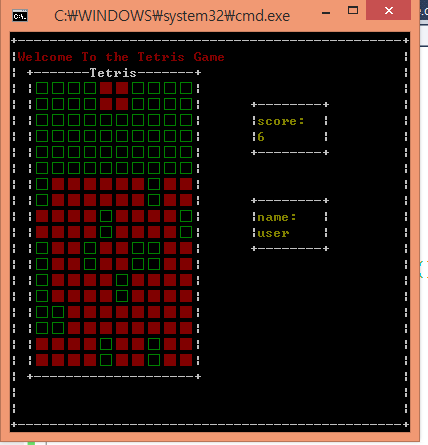 C:₩WINDOWS₩system32₩cmd.exe
Welcome To the Tetris Game
Tetris
score:
6
name:
user